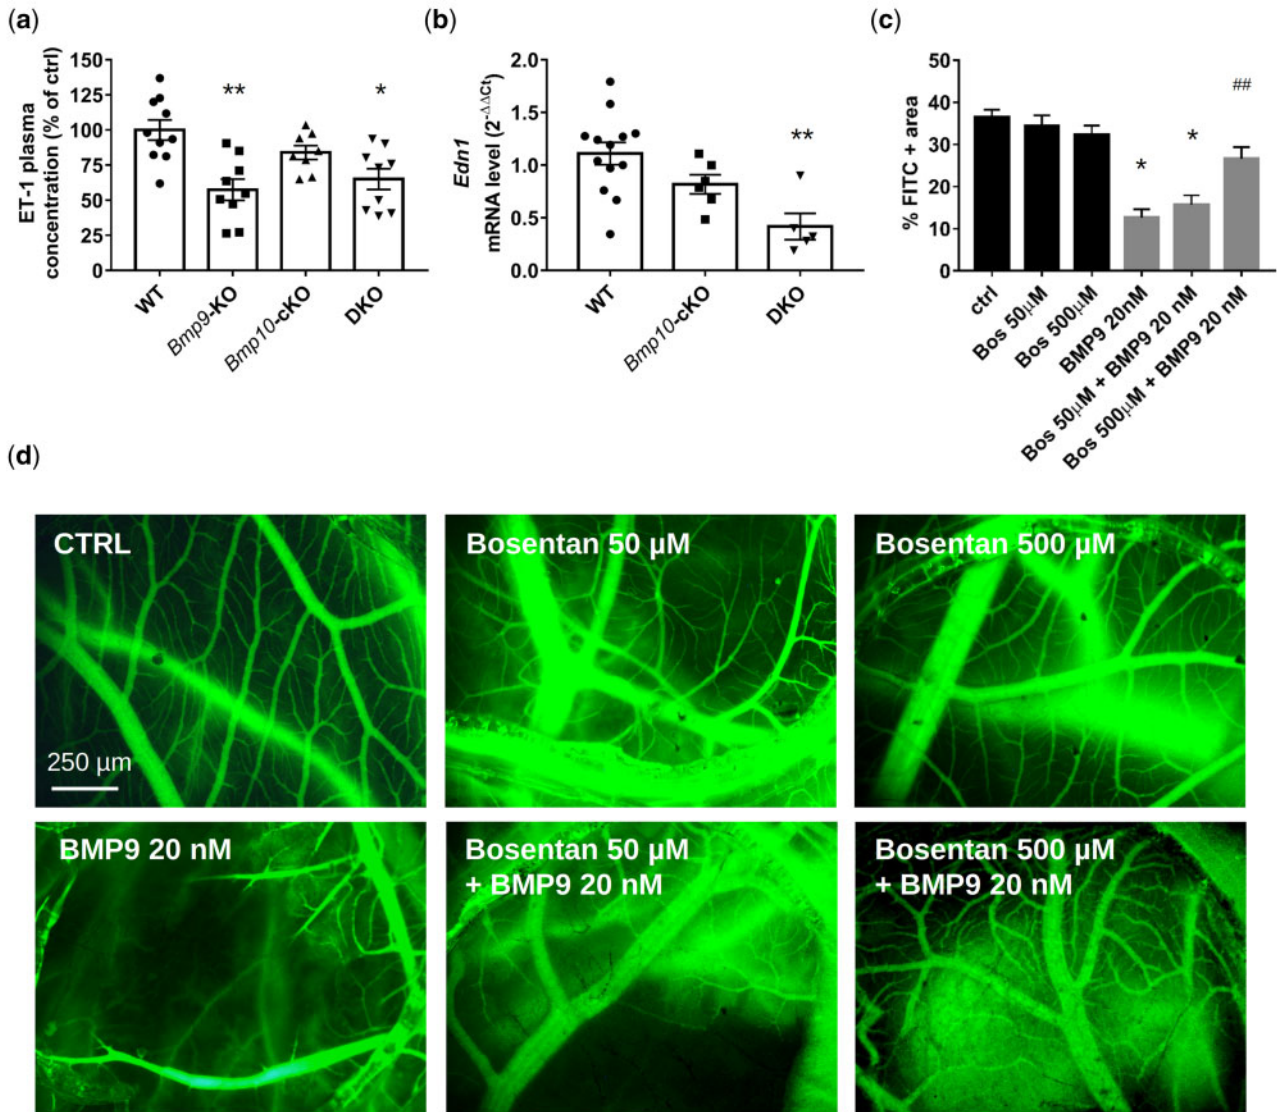 (a)
ET-1 plasma
concentration (% of ctrl)
150
125
100
75
50
25
0
**
*
WT
Bmp9-KO
Bmp10-cKO
DKO
(b)
Edn1
mRNA level (2^-ΔΔCt)
2.0
1.5
1.0
0.5
0.0
**
WT
Bmp10-cKO
DKO
(c)
% FITC + area
50
40
30
20
10
0
*
*
##
ctrl
Bos 50µM
Bos 500µM
BMP9 20nM
Bos 50µM + BMP9 20 nM
Bos 500µM + BMP9 20 nM
(d)
CTRL
250 µm
Bosentan 50 µM
Bosentan 500 µM
BMP9 20 nM
Bosentan 50 µM
+ BMP9 20 nM
Bosentan 500 µM
+ BMP9 20 nM